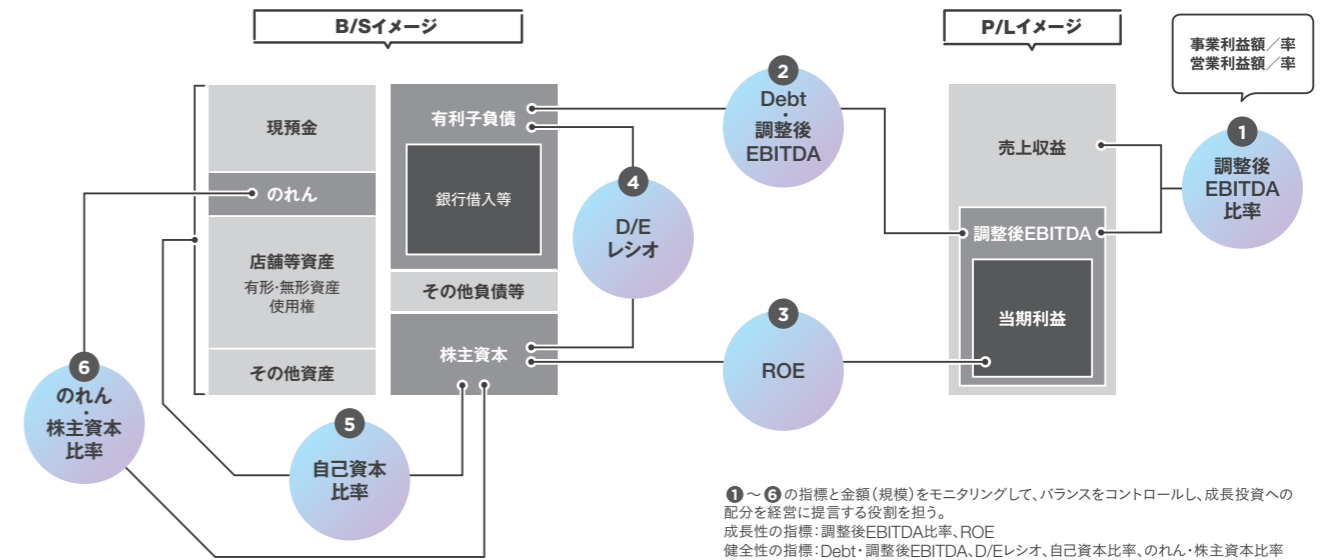 B/Sイメージ
P/Lイメージ
事業利益額／率
営業利益額／率
現預金
のれん
店舗等資産
有形・無形資産
使用権
その他資産
有利子負債
銀行借入等
その他負債等
株主資本
2
Debt
・
調整後
EBITDA
4
D/E
レシオ
3
ROE
売上収益
調整後EBITDA
当期利益
1
調整後
EBITDA
比率
6
のれん
・
株主資本
比率
5
自己資本
比率
❶～❻の指標と金額（規模）をモニタリングして、バランスをコントロールし、成長投資への
配分を経営に提言する役割を担う。
成長性の指標：調整後EBITDA比率、ROE
健全性の指標：Debt・調整後EBITDA、D/Eレシオ、自己資本比率、のれん・株主資本比率